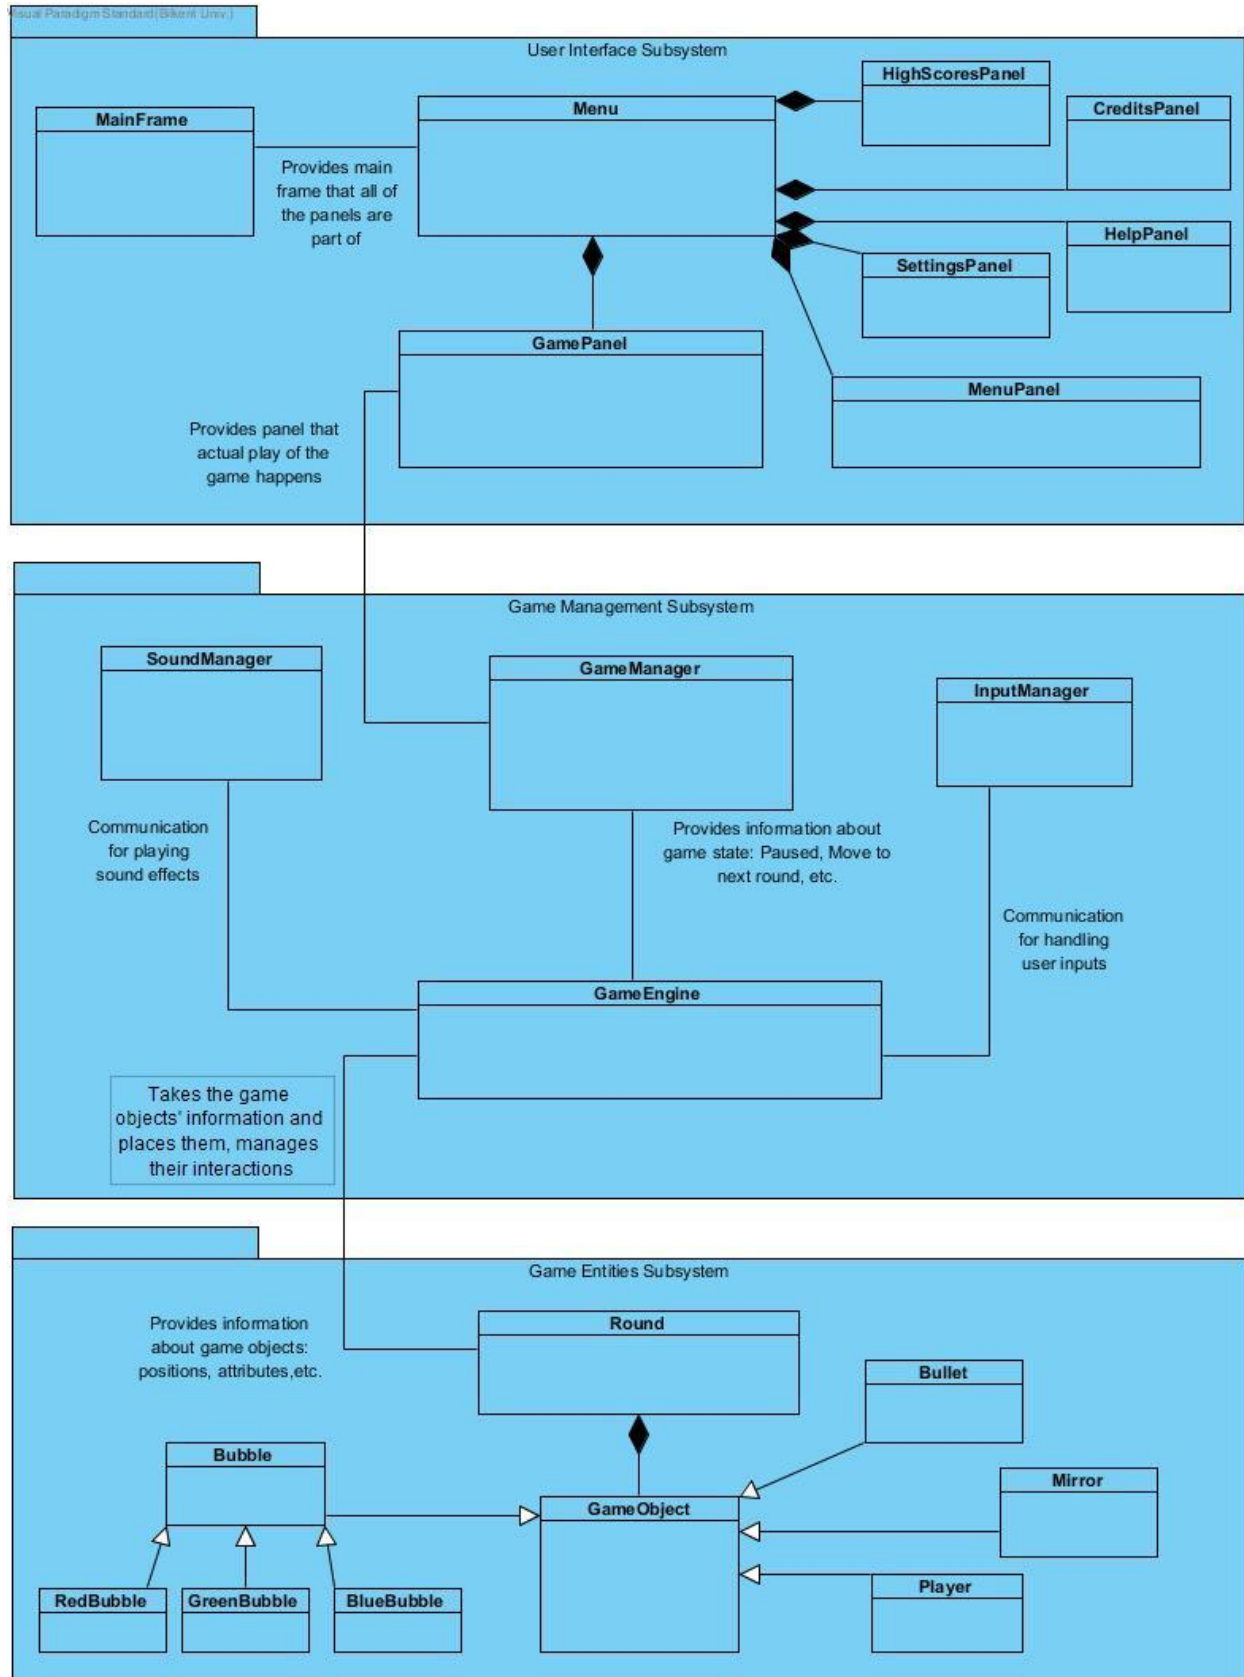 Visual Paradigm Standard(Bilkent Univ.)
User Interface Subsystem
MainFrame
Menu
HighScoresPanel
CreditsPanel
Provides main
frame that all of
the panels are
part of
HelpPanel
SettingsPanel
GamePanel
MenuPanel
Provides panel that
actual play of the
game happens
Game Management Subsystem
SoundManager
GameManager
InputManager
Communication
for playing
sound effects
Provides information about
game state: Paused, Move to
next round, etc.
Communication
for handling
user inputs
GameEngine
Takes the game
objects' information and
places them, manages
their interactions
Game Entities Subsystem
Provides information
about game objects:
positions, attributes,etc.
Round
Bullet
Bubble
Mirror
GameObject
RedBubble
GreenBubble
BlueBubble
Player